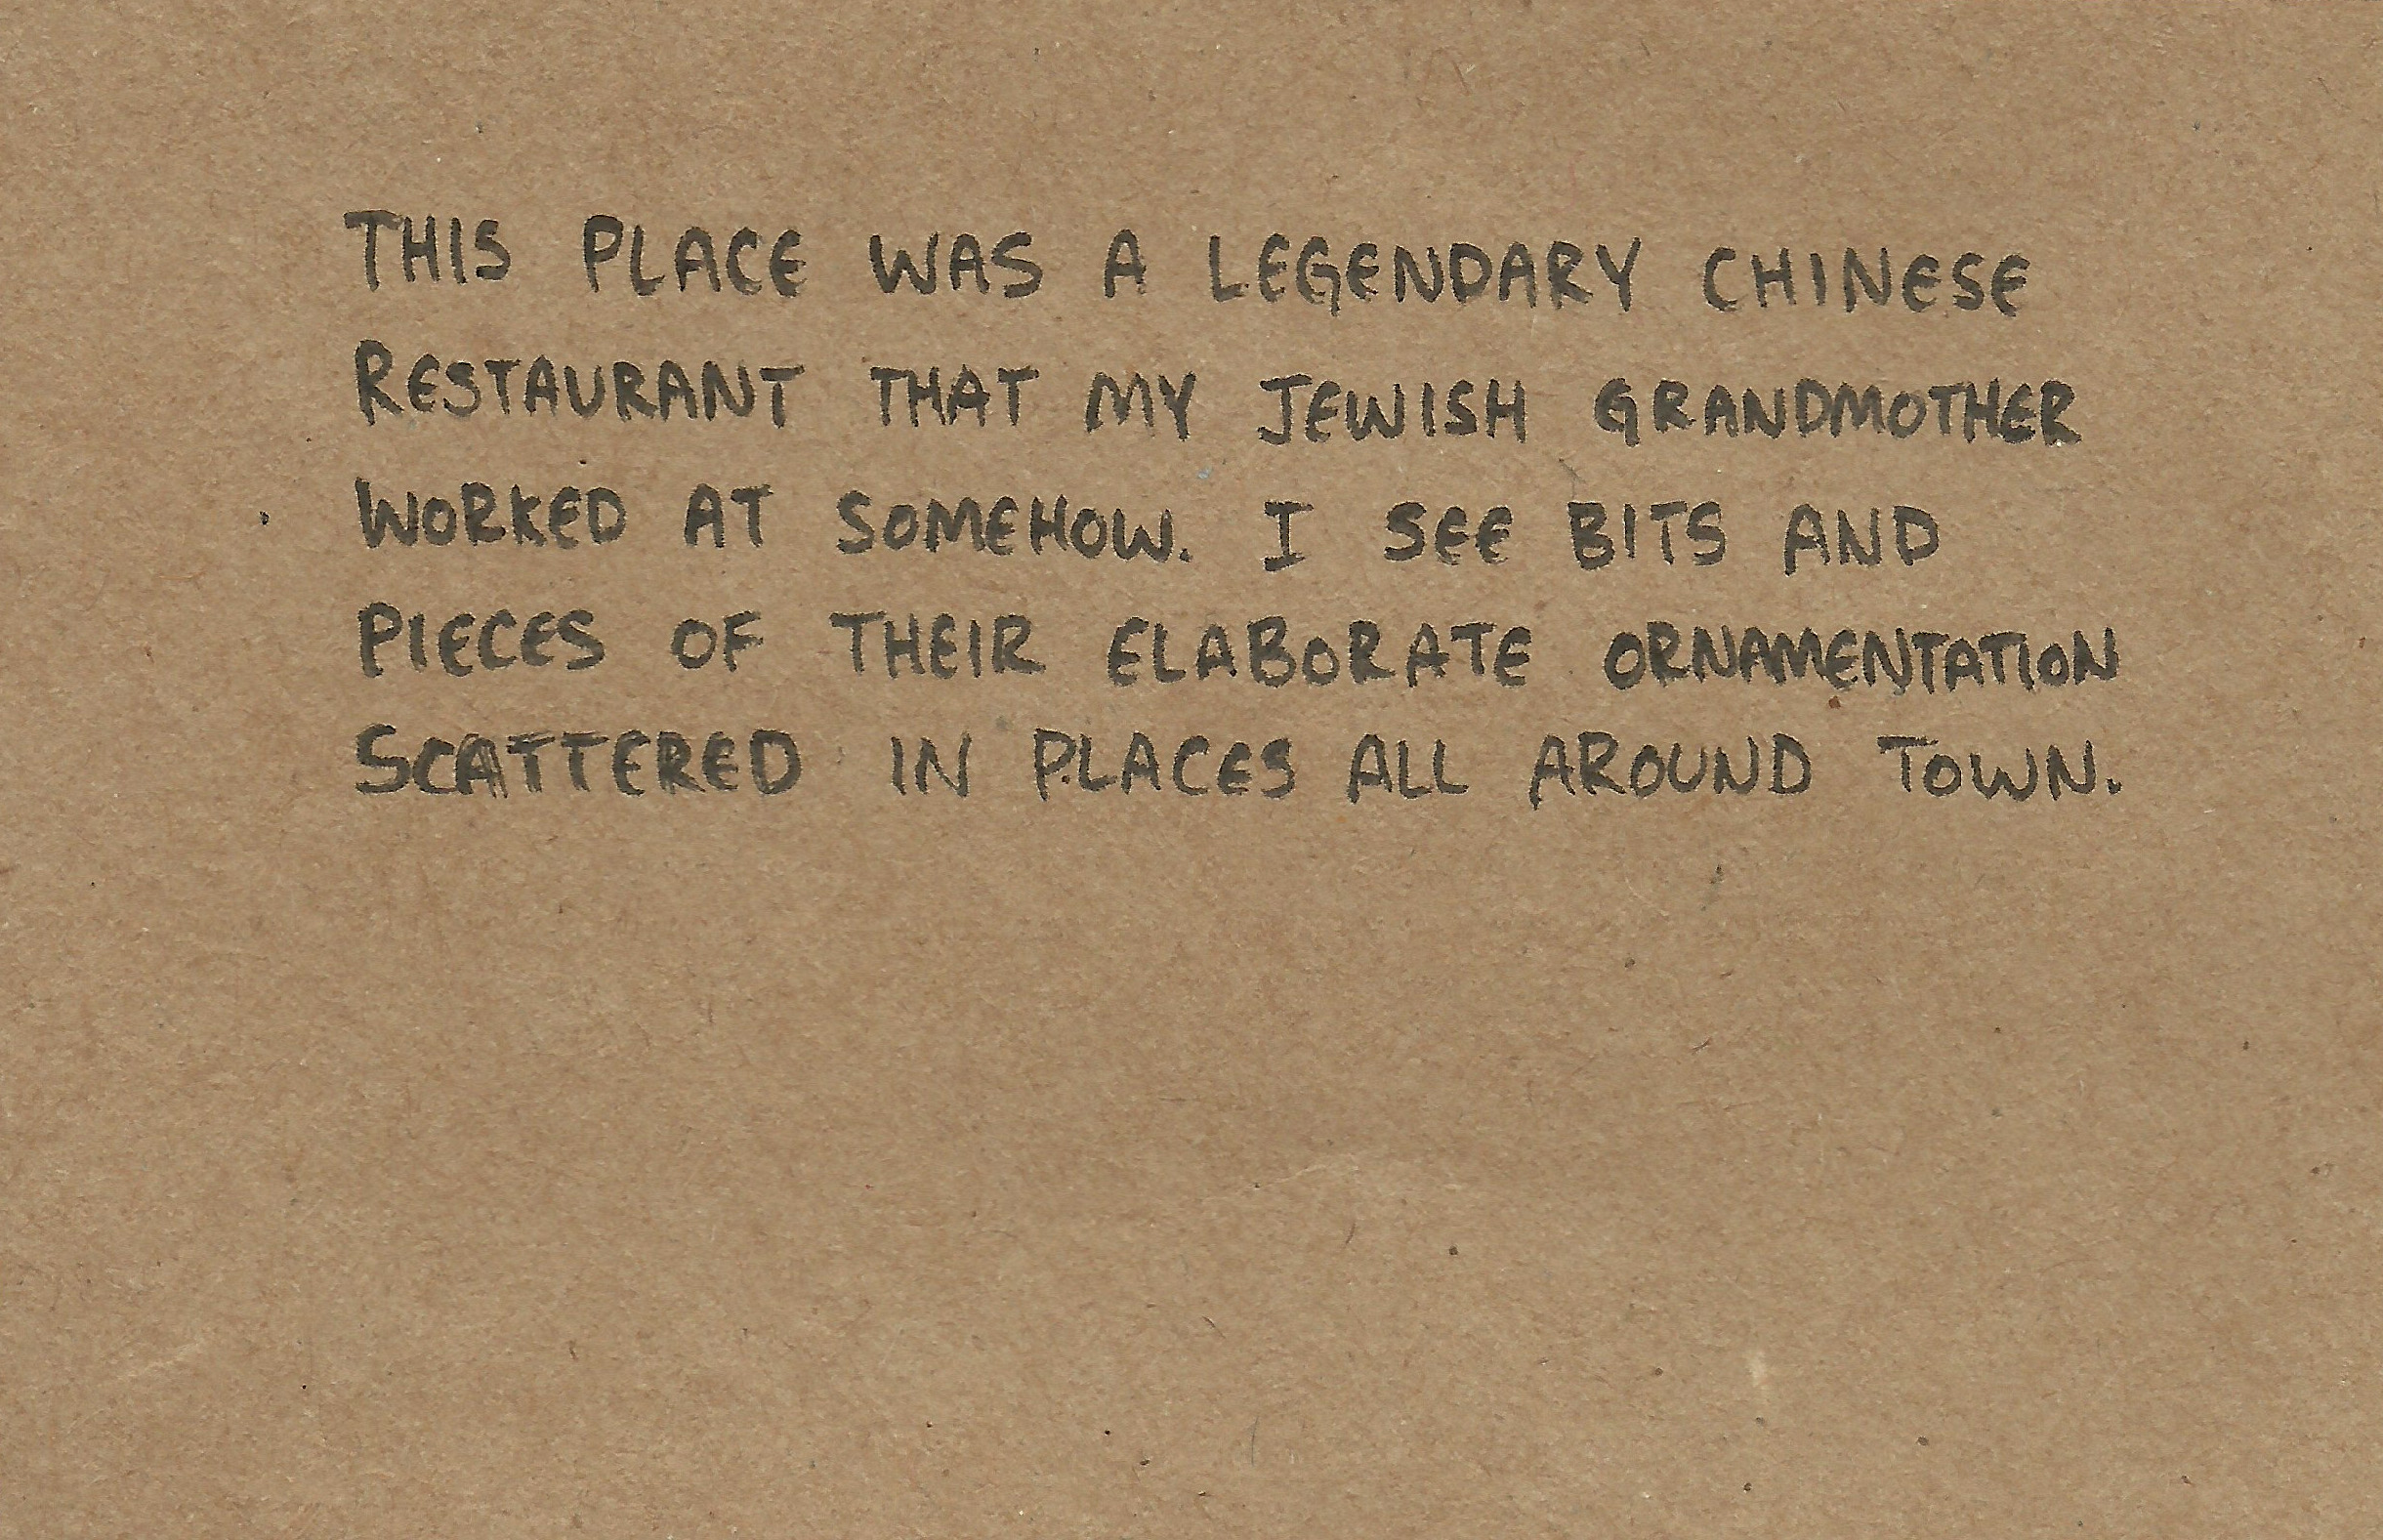 THIS PLACE WAS A LEGENDARY CHINESE
RESTAURANT THAT MY JEWISH GRANDMOTHER
WORKED AT SOMEHOW. I SEE BITS AND
PIECES OF THEIR ELABORATE ORNAMENTATION
SCATTERED IN PLACES ALL AROUND TOWN.